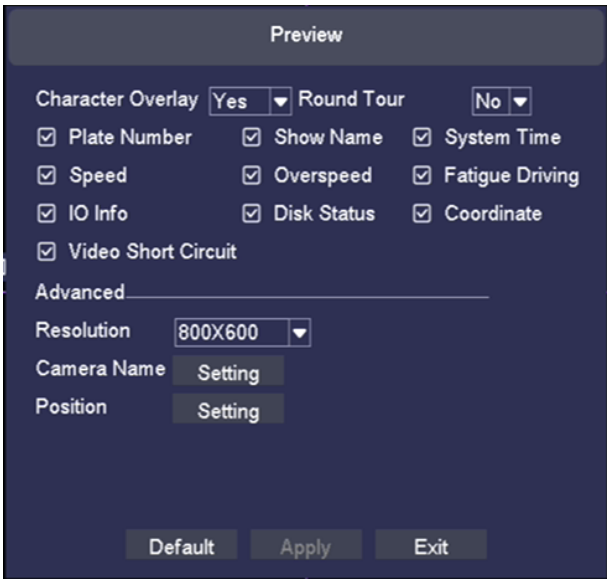 Preview
Character Overlay Yes Round Tour No
Plate Number Show Name System Time
Speed Overspeed Fatigue Driving
IO Info Disk Status Coordinate
Video Short Circuit
Advanced
Resolution 800X600
Camera Name Setting
Position Setting
Default Apply Exit